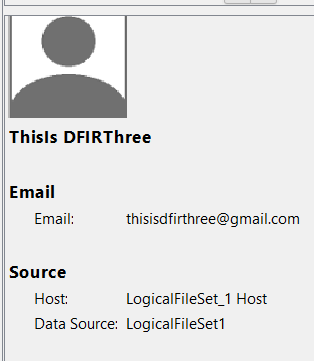 ThisIs DFIRThree
Email
Email: thisisdfirthree@gmail.com
Source
Host: LogicalFileSet_1 Host
Data Source: LogicalFileSet1